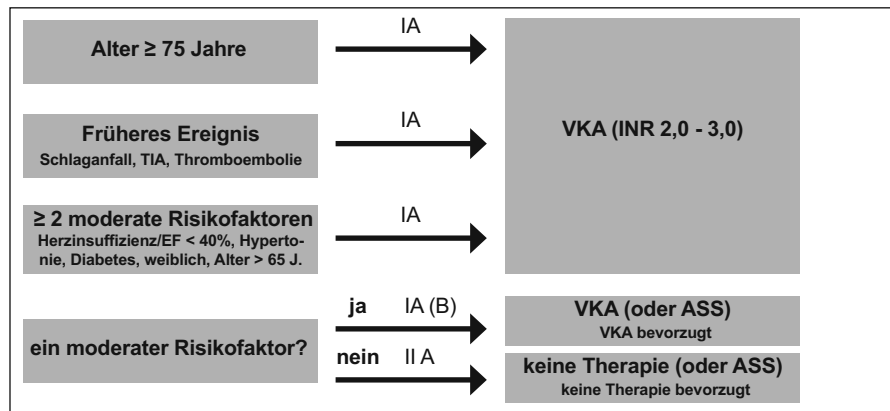 Alter ≥ 75 Jahre
IA
Früheres Ereignis
Schlaganfall, TIA, Thromboembolie
IA
VKA (INR 2,0 - 3,0)
≥ 2 moderate Risikofaktoren
Herzinsuffizienz/EF < 40%, Hyperto-
nie, Diabetes, weiblich, Alter > 65 J.
IA
ein moderater Risikofaktor?
ja IA (B)
VKA (oder ASS)
VKA bevorzugt
nein II A
keine Therapie (oder ASS)
keine Therapie bevorzugt